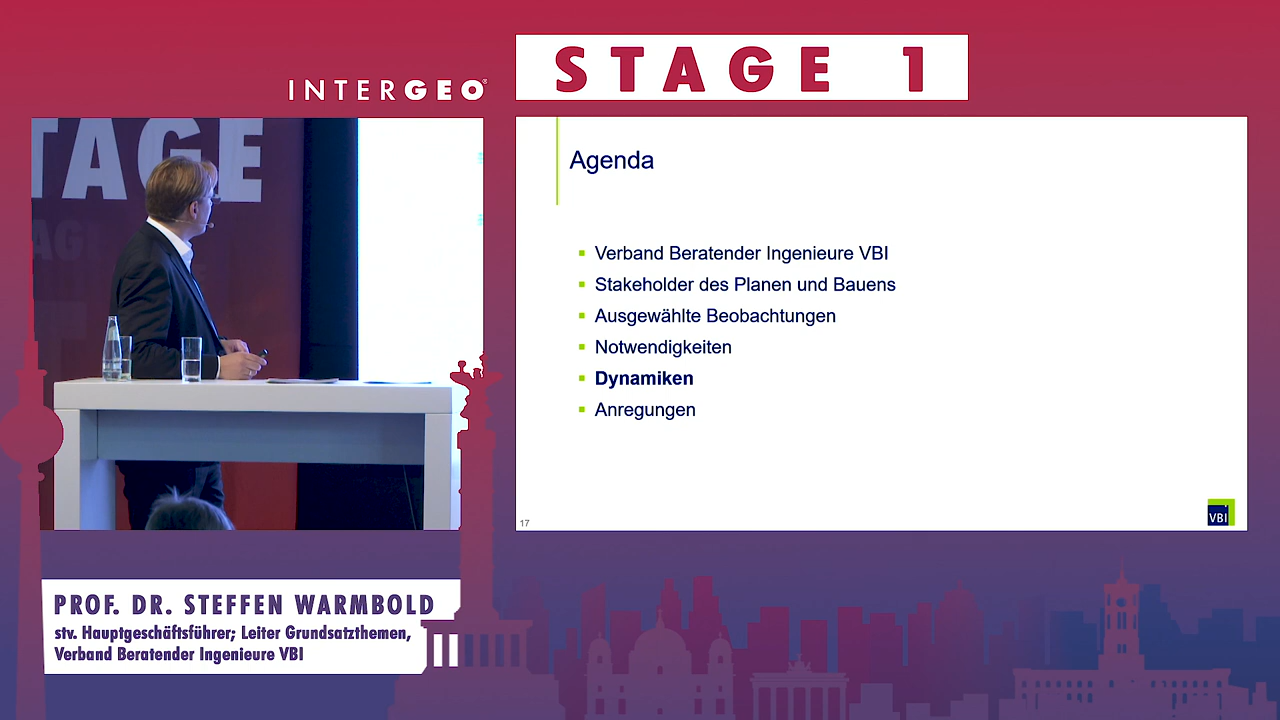 INTERGEO®
STAGE 1
TAGE
TAGE
Agenda
Verband Beratender Ingenieure VBI
Stakeholder des Planen und Bauens
Ausgewählte Beobachtungen
Notwendigkeiten
Dynamiken
Anregungen
17
VBI
PROF. DR. STEFFEN WARMBOLD
stv. Hauptgeschäftsführer; Leiter Grundsatzthemen,
Verband Beratender Ingenieure VBI